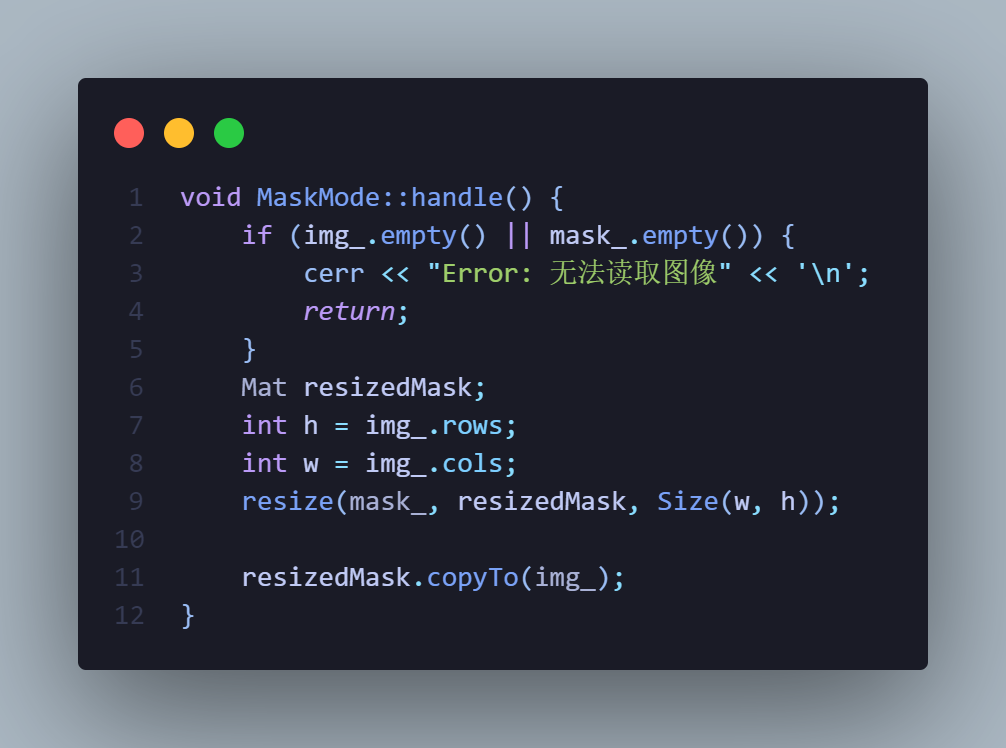 1 void MaskMode::handle() {
2     if (img_.empty() || mask_.empty()) {
3         cerr << "Error: 无法读取图像" << '\n';
4         return;
5     }
6     Mat resizedMask;
7     int h = img_.rows;
8     int w = img_.cols;
9     resize(mask_, resizedMask, Size(w, h));
10
11     resizedMask.copyTo(img_);
12 }